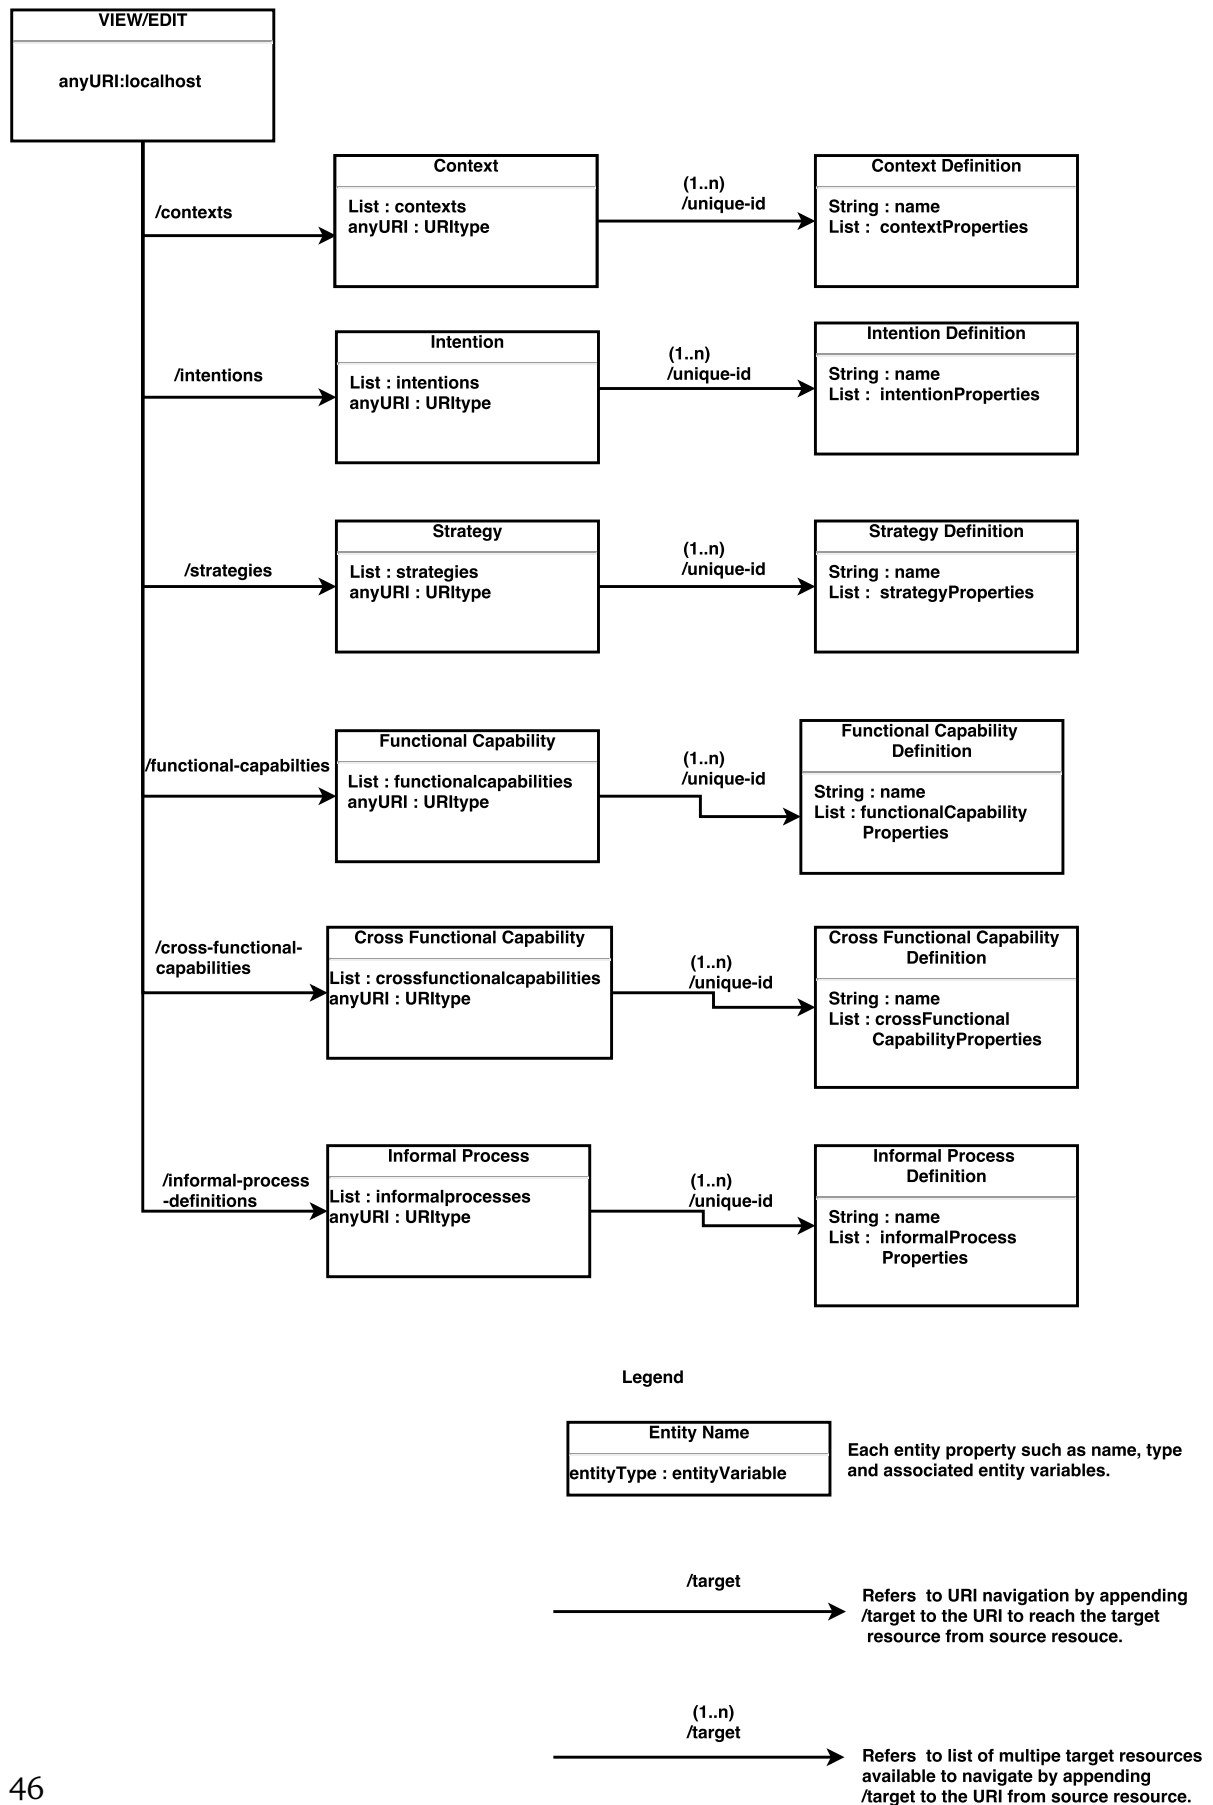 VIEW/EDIT
anyURI:localhost
/contexts
Context
List : contexts
anyURI : URItype
(1..n)
/unique-id
Context Definition
String : name
List :  contextProperties
/intentions
Intention
List : intentions
anyURI : URItype
(1..n)
/unique-id
Intention Definition
String : name
List :  intentionProperties
/strategies
Strategy
List : strategies
anyURI : URItype
(1..n)
/unique-id
Strategy Definition
String : name
List :  strategyProperties
/functional-capabilties
Functional Capability
List : functionalcapabilities
anyURI : URItype
(1..n)
/unique-id
Functional Capability
Definition
String : name
List : functionalCapability
Properties
/cross-functional-
capabilities
Cross Functional Capability
List : crossfunctionalcapabilities
anyURI : URItype
(1..n)
/unique-id
Cross Functional Capability
Definition
String : name
List : crossFunctional
CapabilityProperties
/informal-process
-definitions
Informal Process
List : informalprocesses
anyURI : URItype
(1..n)
/unique-id
Informal Process
Definition
String : name
List :  informalProcess
Properties
Legend
Entity Name
entityType : entityVariable
Each entity property such as name, type
and associated entity variables.
/target
Refers  to URI navigation by appending
/target to the URI to reach the target
resource from source resouce.
(1..n)
/target
Refers  to list of multipe target resources
available to navigate by appending
/target to the URI from source resource.
46